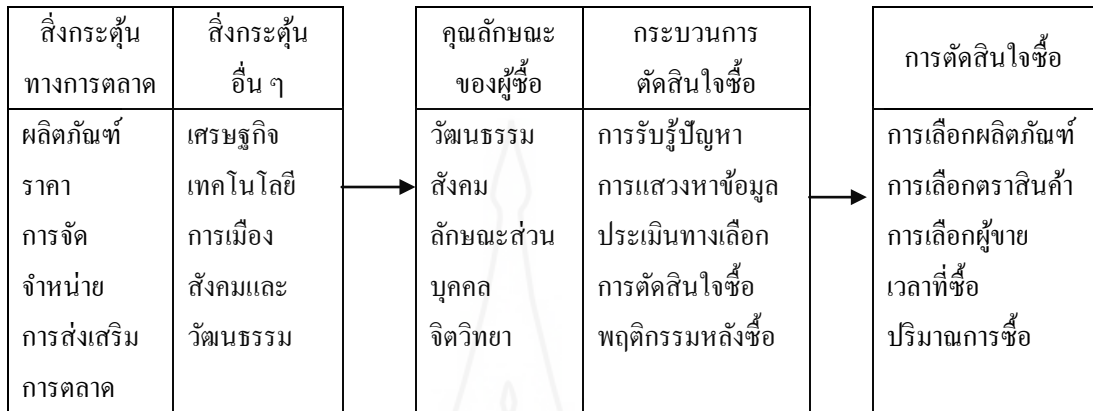 สิ่งกระตุ้น
ทางการตลาด
ผลิตภัณฑ์
ราคา
การจัด
จำหน่าย
การส่งเสริม
การตลาด
สิ่งกระตุ้น
อื่น ๆ
เศรษฐกิจ
เทคโนโลยี
การเมือง
สังคมและ
วัฒนธรรม
คุณลักษณะ
ของผู้ซื้อ
วัฒนธรรม
สังคม
ลักษณะส่วน
บุคคล
จิตวิทยา
กระบวนการ
ตัดสินใจซื้อ
การรับรู้ปัญหา
การแสวงหาข้อมูล
ประเมินทางเลือก
การตัดสินใจซื้อ
พฤติกรรมหลังซื้อ
การตัดสินใจซื้อ
การเลือกผลิตภัณฑ์
การเลือกตราสินค้า
การเลือกผู้ขาย
เวลาที่ซื้อ
ปริมาณการซื้อ